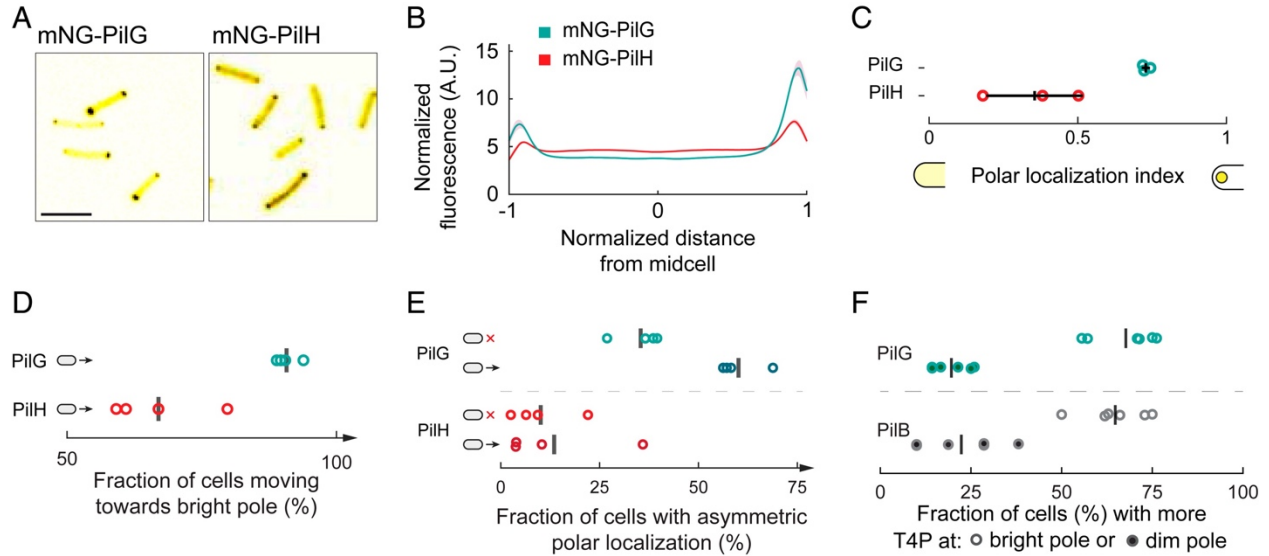 A
mNG-PilG
mNG-PilH
B
mNG-PilG
mNG-PilH
Normalized
fluorescence (A.U.)
15
10
5
0
-1
0
1
Normalized distance
from midcell
C
PilG
PilH
0
0.5
1
Polar localization index
D
PilG
PilH
50
100
Fraction of cells moving
towards bright pole (%)
E
PilG
×
PilH
×
0
25
50
75
Fraction of cells with asymmetric
polar localization (%)
F
PilG
PilB
0
25
50
75
100
Fraction of cells (%) with more
T4P at: bright pole or dim pole